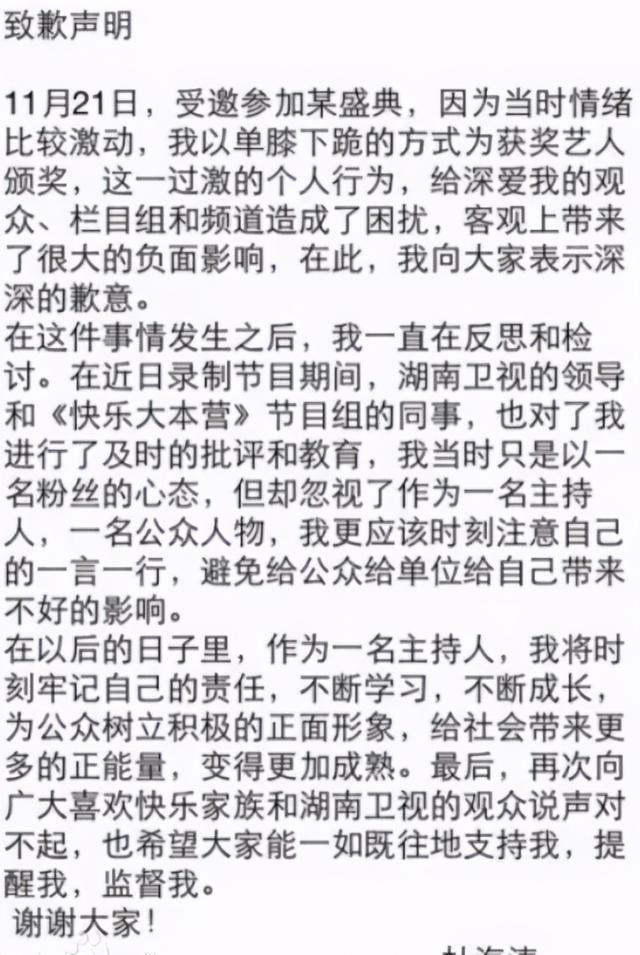 致歉声明
11月21日，受邀参加某盛典，因为当时情绪
比较激动，我以单膝下跪的方式为获奖艺人
颁奖，这一过激的个人行为，给深爱我的观
众、栏目组和频道造成了困扰，客观上带来
了很大的负面影响，在此，我向大家表示深
深的歉意。
在这件事情发生之后，我一直在反思和检
讨。在近日录制节目期间，湖南卫视的领导
和《快乐大本营》节目组的同事，也对了我
进行了及时的批评和教育，我当时只是以一
名粉丝的心态，但却忽视了作为一名主持
人，一名公众人物，我更应该时刻注意自己
的一言一行，避免给公众给单位给自己带来
不好的影响。
在以后的日子里，作为一名主持人，我将时
刻牢记自己的责任，不断学习，不断成长，
为公众树立积极的正面形象，给社会带来更
多的正能量，变得更加成熟。最后，再次向
广大喜欢快乐家族和湖南卫视的观众说声对
不起，也希望大家能一如既往地支持我，提
醒我，监督我。
谢谢大家！